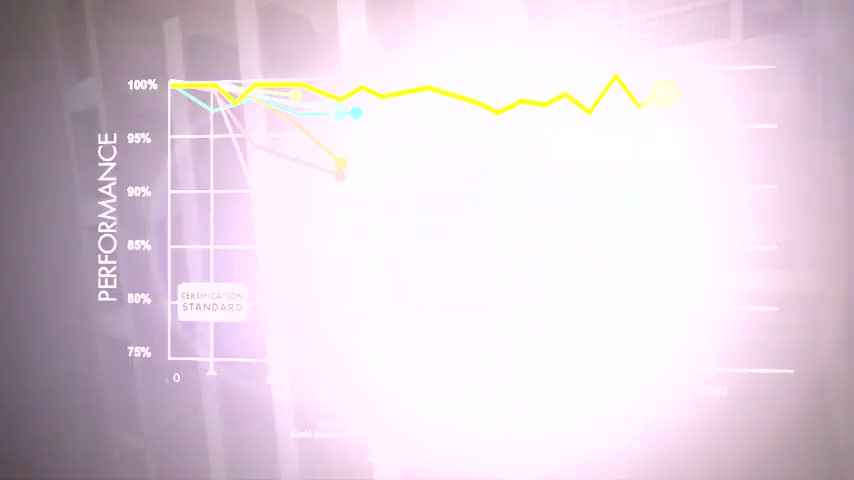 100%
95%
PERFORMANCE
90%
85%
80%
CERTIFICATION
STANDARD
75%
0